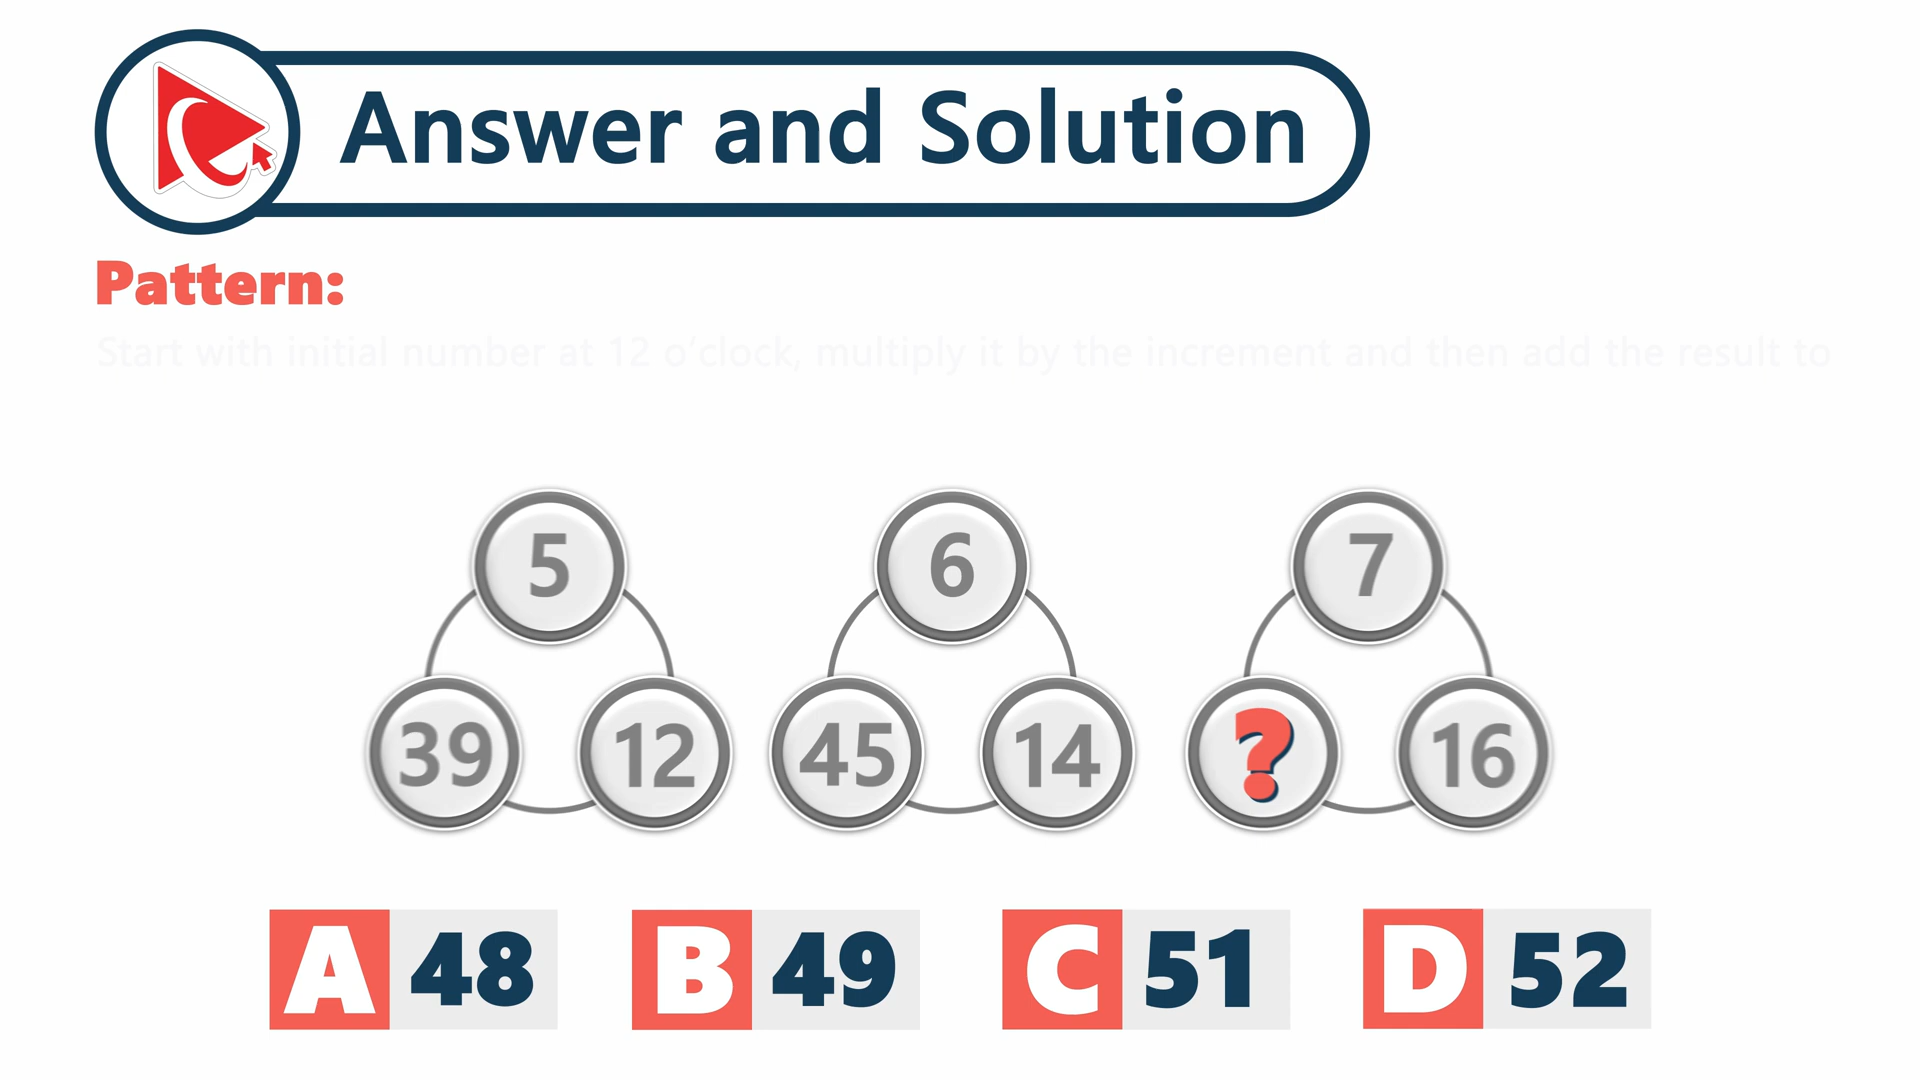 Answer and Solution
Pattern:
Start with initial number at 12 o'clock, multiply it by the increment and then add the result to
5
6
7
39
12
45
14
?
16
A 48
B 49
C 51
D 52